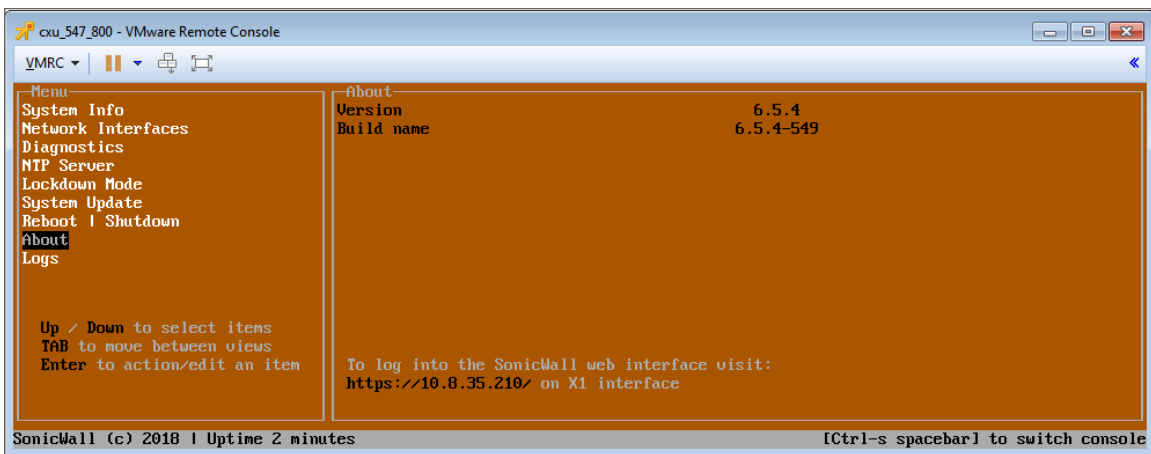 cxu_547_800 - VMware Remote Console
VMRC
Menu
System Info
Network Interfaces
Diagnostics
NTP Server
Lockdown Mode
System Update
Reboot | Shutdown
About
Logs
Up / Down to select items
TAB to move between views
Enter to action/edit an item
About
Version 6.5.4
Build name 6.5.4-549
To log into the SonicWall web interface visit:
https://10.8.35.210/ on X1 interface
SonicWall (c) 2018 | Uptime 2 minutes [Ctrl-s spacebar] to switch console